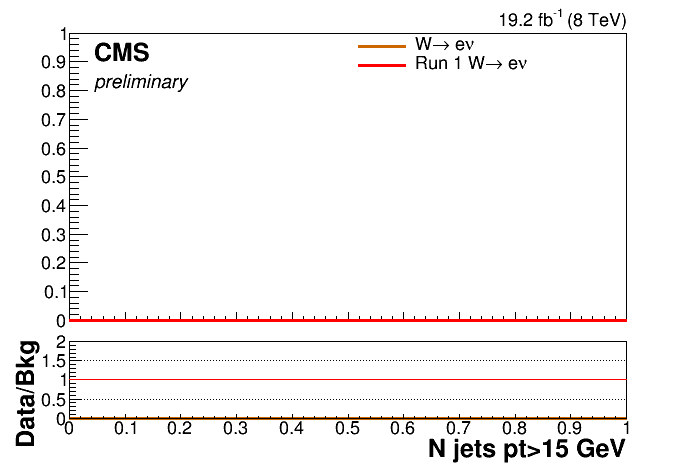 19.2 fb-1 (8 TeV)
CMS
preliminary
W→ eν
Run 1 W→ eν
1
0.9
0.8
0.7
0.6
0.5
0.4
0.3
0.2
0.1
0
Data/Bkg
2
1.5
1
0.5
0
0 0.1 0.2 0.3 0.4 0.5 0.6 0.7 0.8 0.9 1
N jets pt>15 GeV